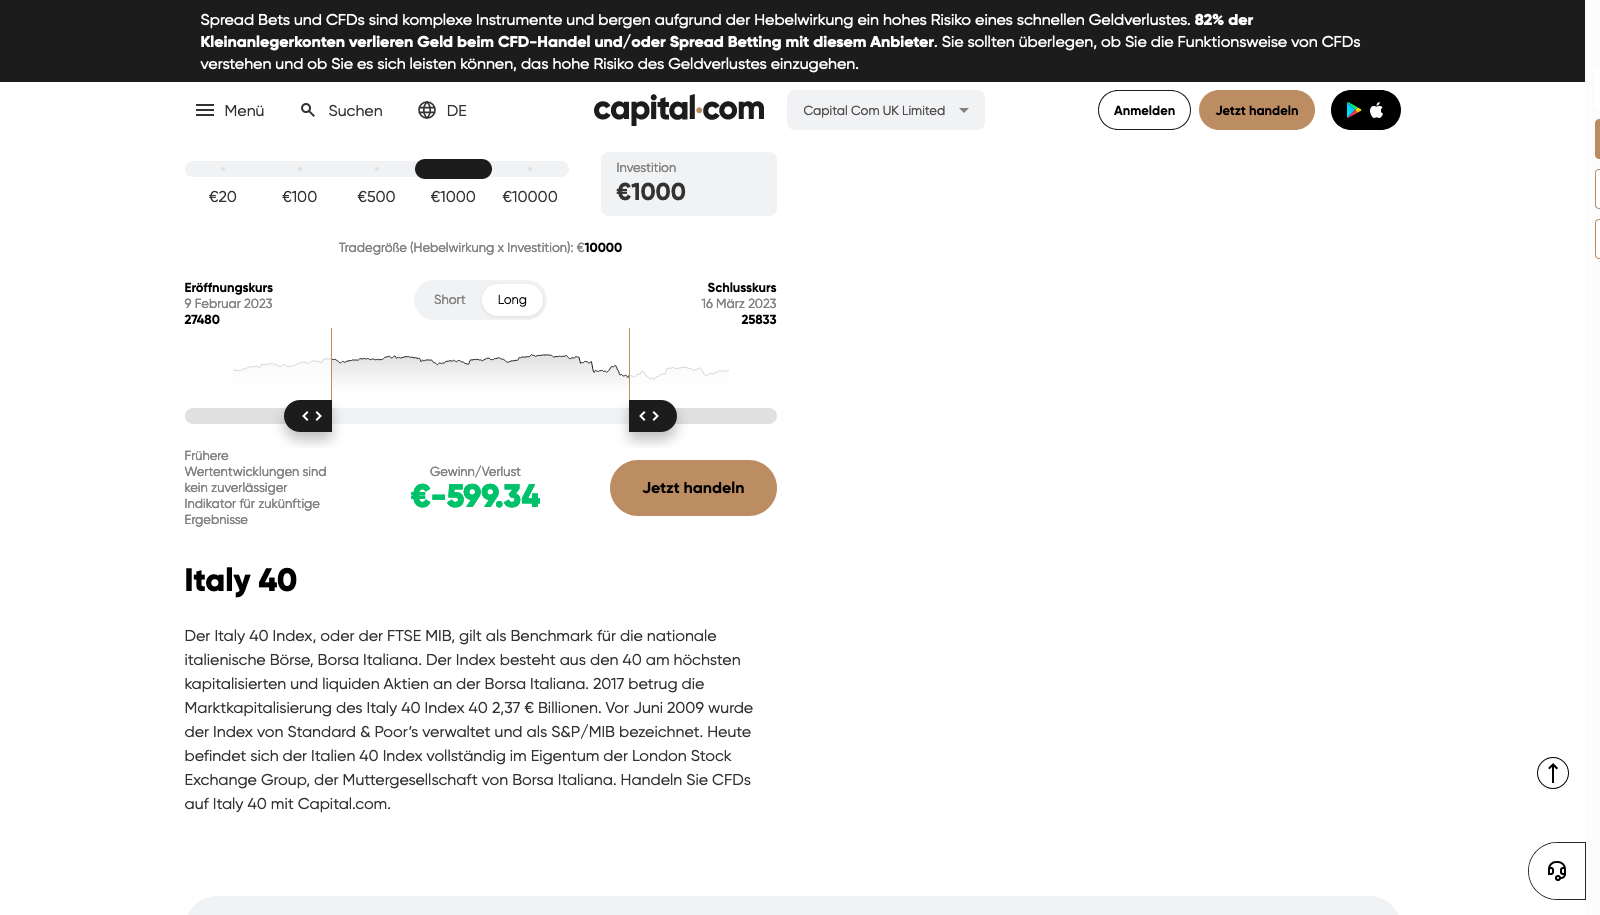 Spread Bets und CFDs sind komplexe Instrumente und bergen aufgrund der Hebelwirkung ein hohes Risiko eines schnellen Geldverlustes. 82% der
Kleinanlegerkonten verlieren Geld beim CFD-Handel und/oder Spread Betting mit diesem Anbieter. Sie sollten überlegen, ob Sie die Funktionsweise von CFDs
verstehen und ob Sie es sich leisten können, das hohe Risiko des Geldverlustes einzugehen.
Menü Suchen DE capital.com Capital Com UK Limited Anmelden Jetzt handeln
€20 €100 €500 €1000 €10000
Investition
€1000
Tradegröße (Hebelwirkung x Investition): €10000
Eröffnungskurs
9 Februar 2023
27480
Short Long
Schlusskurs
16 März 2023
25833
Frühere
Wertentwicklungen sind
kein zuverlässiger
Indikator für zukünftige
Ergebnisse
Gewinn/Verlust
€-599.34
Jetzt handeln
Italy 40
Der Italy 40 Index, oder der FTSE MIB, gilt als Benchmark für die nationale
italienische Börse, Borsa Italiana. Der Index besteht aus den 40 am höchsten
kapitalisierten und liquiden Aktien an der Borsa Italiana. 2017 betrug die
Marktkapitalisierung des Italy 40 Index 40 2,37 € Billionen. Vor Juni 2009 wurde
der Index von Standard & Poor's verwaltet und als S&P/MIB bezeichnet. Heute
befindet sich der Italien 40 Index vollständig im Eigentum der London Stock
Exchange Group, der Muttergesellschaft von Borsa Italiana. Handeln Sie CFDs
auf Italy 40 mit Capital.com.